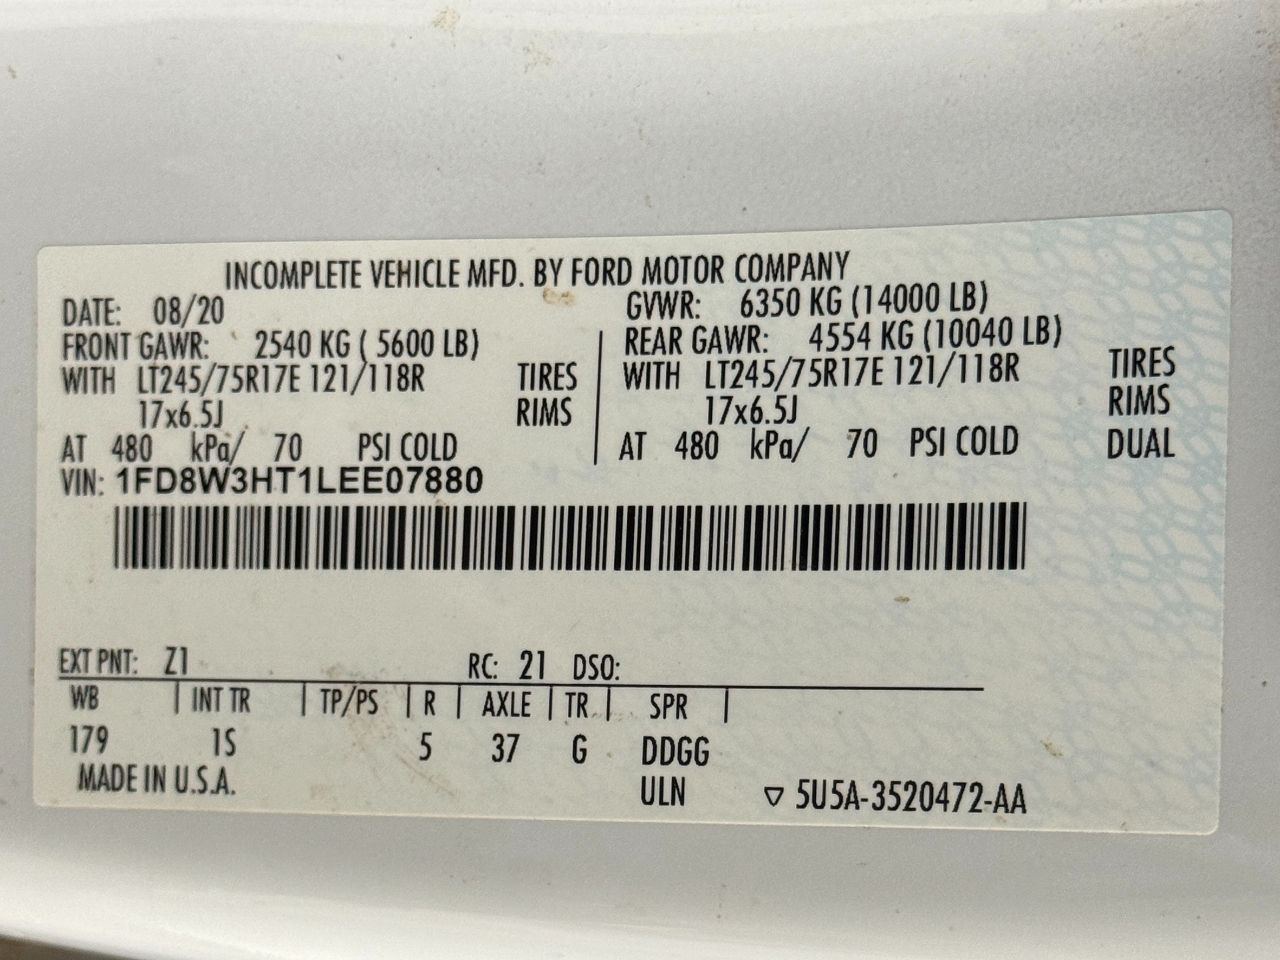 INCOMPLETE VEHICLE MFD. BY FORD MOTOR COMPANY
DATE: 08/20 GVWR: 6350 KG (14000 LB)
FRONT GAWR: 2540 KG ( 5600 LB) REAR GAWR: 4554 KG (10040 LB)
WITH LT245/75R17E 121/118R TIRES WITH LT245/75R17E 121/118R TIRES
17x6.5J RIMS 17x6.5J RIMS
AT 480 kPa/ 70 PSI COLD AT 480 kPa/ 70 PSI COLD DUAL
VIN: 1FD8W3HT1LEE07880
EXT PNT: Z1 RC: 21 DSO:
WB INT TR TP/PS R AXLE TR SPR
179 1S 5 37 G DDGG
MADE IN U.S.A. ULN ▽ 5U5A-3520472-AA